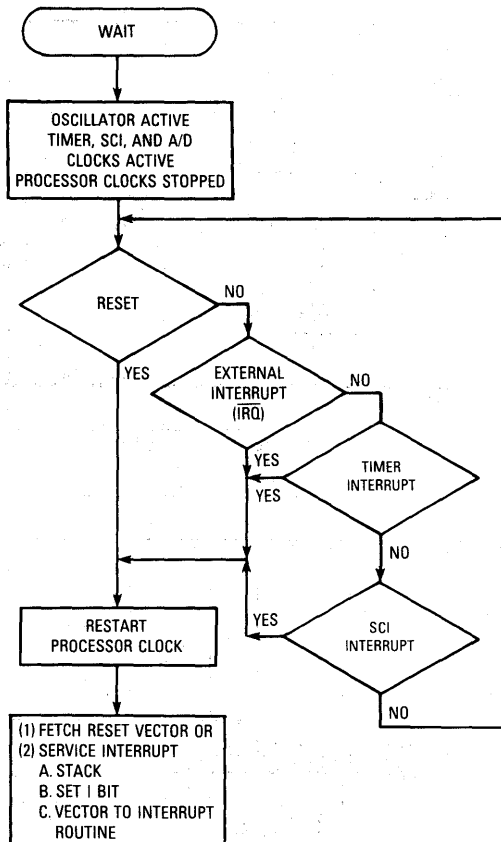 WAIT
OSCILLATOR ACTIVE
TIMER, SCI, AND A/D
CLOCKS ACTIVE
PROCESSOR CLOCKS STOPPED
RESET
NO
YES
EXTERNAL
INTERRUPT
(IRQ)
NO
YES
TIMER
INTERRUPT
YES
NO
SCI
INTERRUPT
YES
NO
RESTART
PROCESSOR CLOCK
(1) FETCH RESET VECTOR OR
(2) SERVICE INTERRUPT
A. STACK
B. SET I BIT
C. VECTOR TO INTERRUPT
ROUTINE